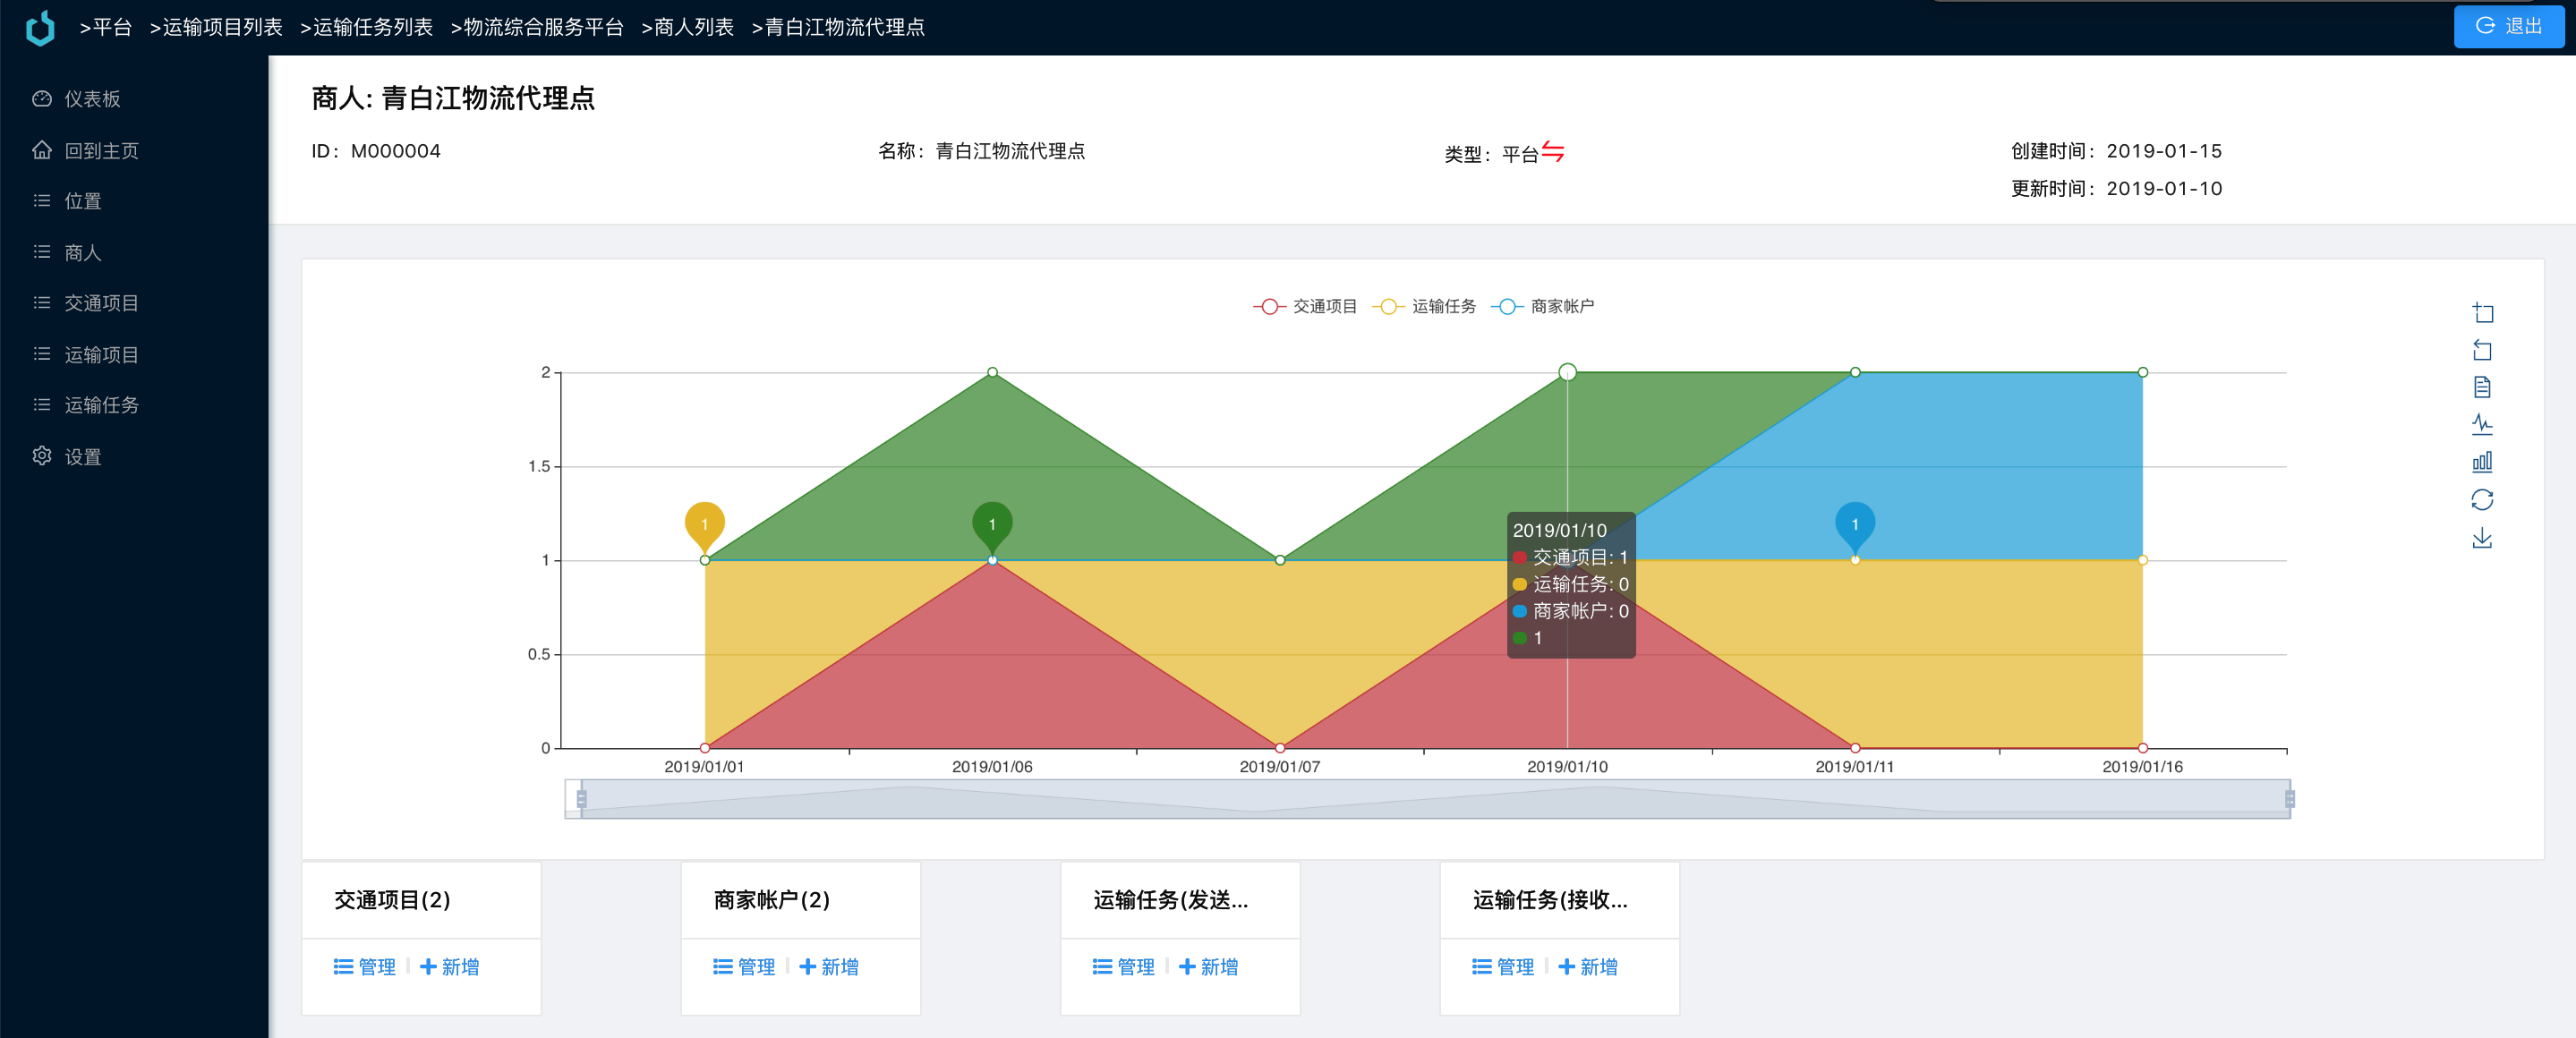 >平台 >运输项目列表 >运输任务列表 >物流综合服务平台 >商人列表 >青白江物流代理点
退出
仪表板
回到主页
位置
商人
交通项目
运输项目
运输任务
设置
商人: 青白江物流代理点
ID: M000004
名称: 青白江物流代理点
类型: 平台
创建时间: 2019-01-15
更新时间: 2019-01-10
交通项目 运输任务 商家帐户
2
1.5
1
0.5
0
1
1
1
2019/01/10
交通项目: 1
运输任务: 0
商家帐户: 0
1
2019/01/01 2019/01/06 2019/01/07 2019/01/10 2019/01/11 2019/01/16
交通项目(2)
管理 新增
商家帐户(2)
管理 新增
运输任务(发送...
管理 新增
运输任务(接收...
管理 新增